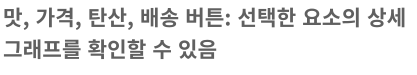 맛, 가격, 탄산, 배송 버튼: 선택한 요소의 상세
그래프를 확인할 수 있음